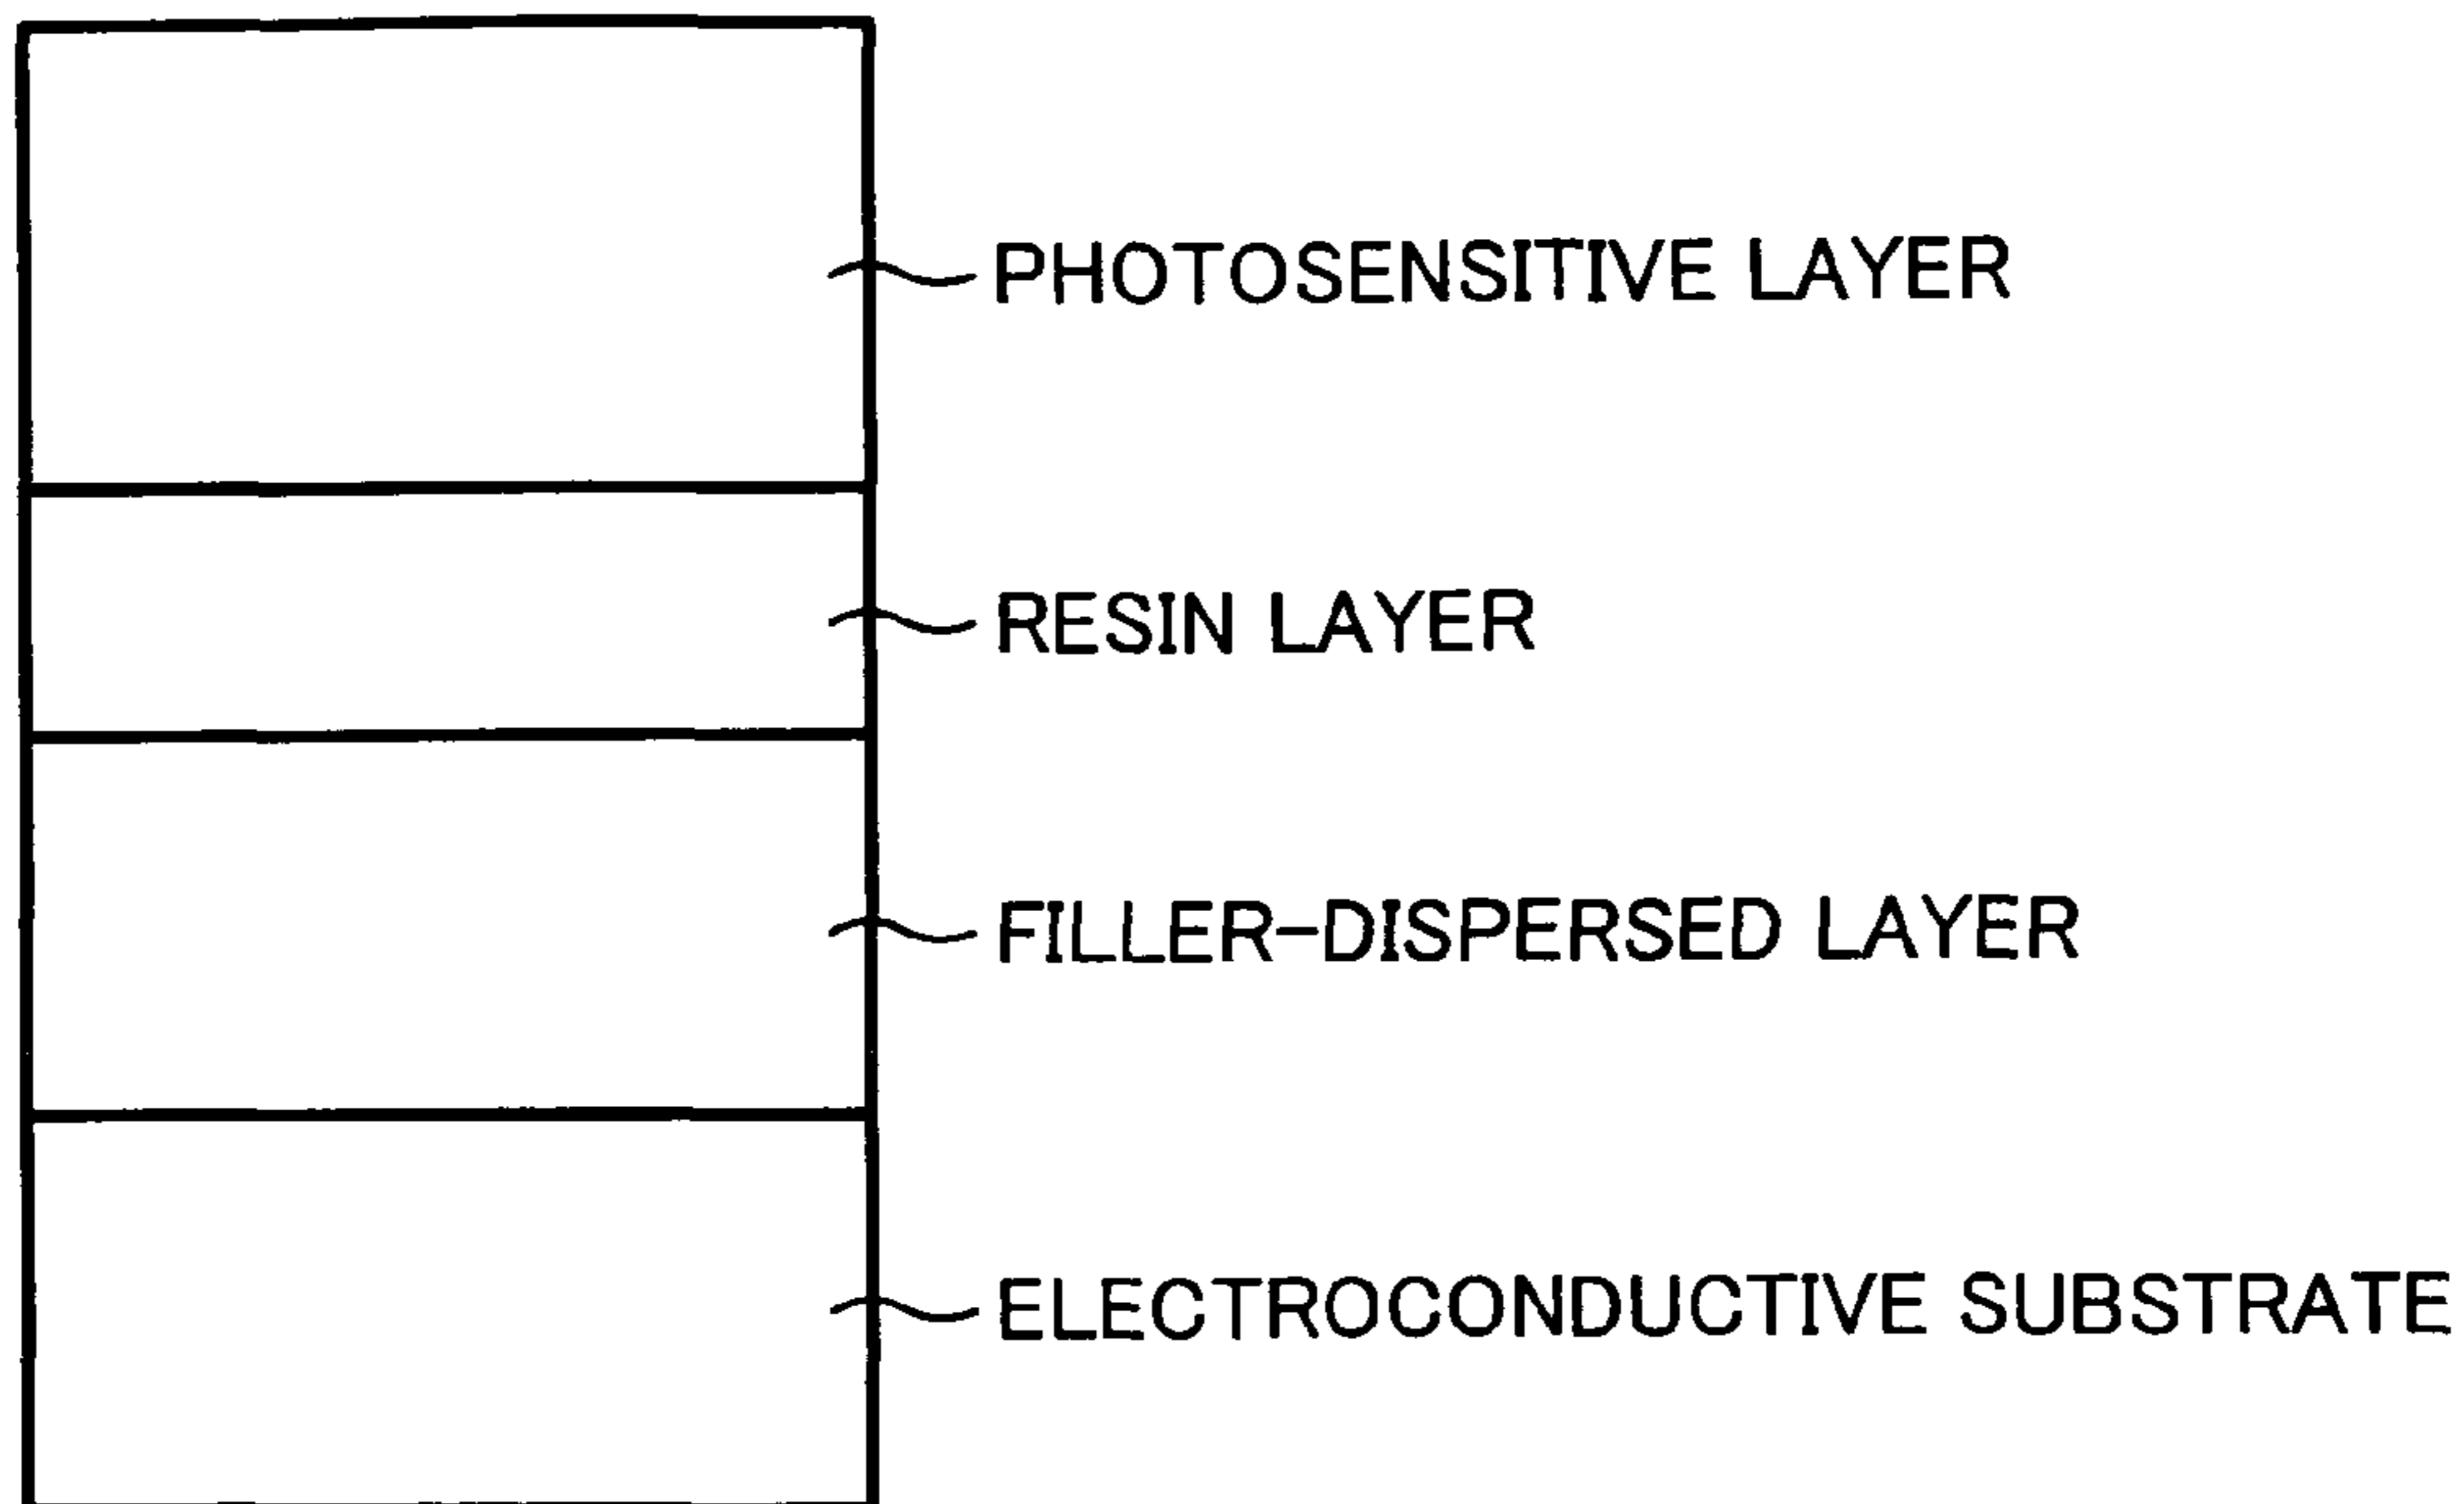 PHOTOSENSITIVE LAYER
RESIN LAYER
FILLER-DISPERSED LAYER
ELECTROCONDUCTIVE SUBSTRATE